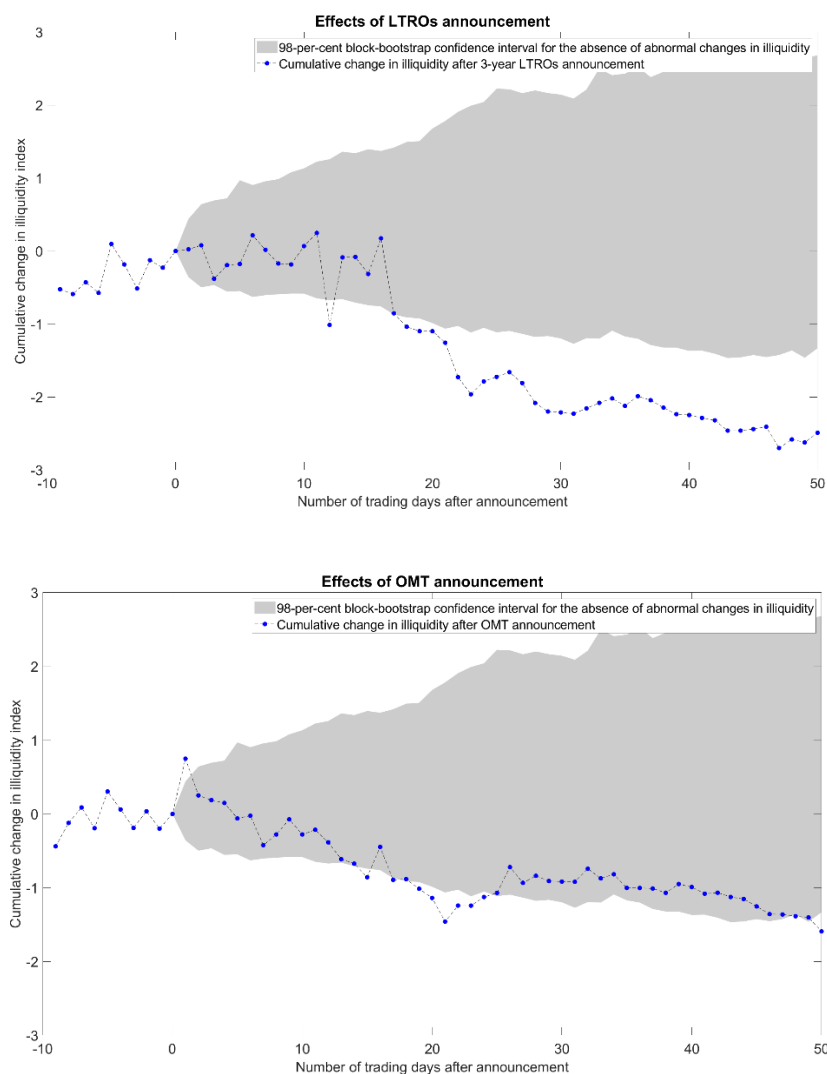 Effects of LTROs announcement
3
98-per-cent block-bootstrap confidence interval for the absence of abnormal changes in illiquidity
Cumulative change in illiquidity after 3-year LTROs announcement
2
1
0
-1
-2
-3
Cumulative change in illiquidity index
-10 0 10 20 30 40 50
Number of trading days after announcement
Effects of OMT announcement
3
98-per-cent block-bootstrap confidence interval for the absence of abnormal changes in illiquidity
Cumulative change in illiquidity after OMT announcement
2
1
0
-1
-2
-3
Cumulative change in illiquidity index
-10 0 10 20 30 40 50
Number of trading days after announcement